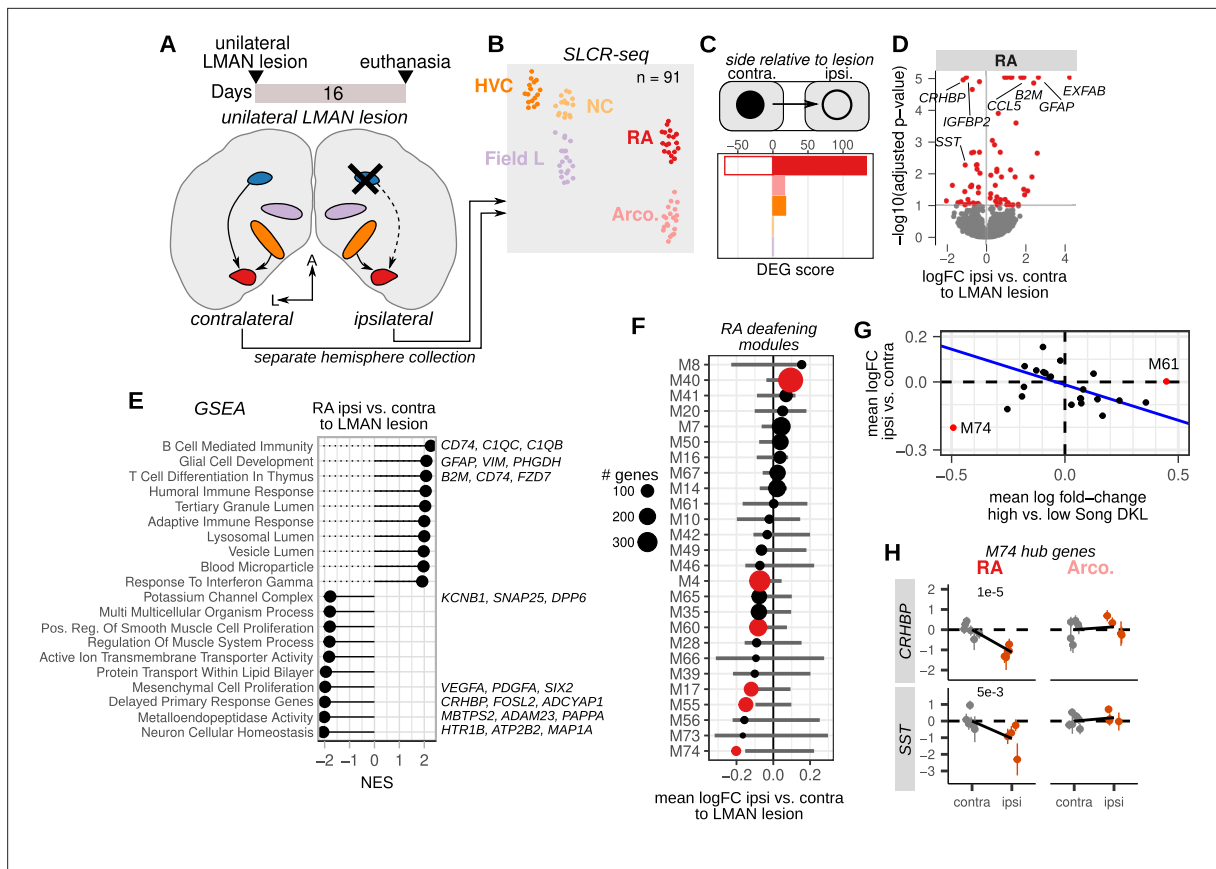 A
unilateral
LMAN lesion
euthanasia
Days
16
unilateral LMAN lesion
A
L
contralateral
ipsilateral
separate hemisphere collection
B
SLCR-seq
n = 91
HVC
NC
RA
Field L
Arco.
C
side relative to lesion
contra.
ipsi.
−50
0
50
100
DEG score
D
RA
−log10(adjusted p-value)
5
4
3
2
1
0
CRHBP
IGFBP2
SST
CCL5
B2M
GFAP
EXFAB
−2
0
2
4
logFC ipsi vs. contra
to LMAN lesion
E
GSEA
RA ipsi vs. contra
to LMAN lesion
B Cell Mediated Immunity
CD74, C1QC, C1QB
Glial Cell Development
GFAP, VIM, PHGDH
T Cell Differentiation In Thymus
B2M, CD74, FZD7
Humoral Immune Response
Tertiary Granule Lumen
Adaptive Immune Response
Lysosomal Lumen
Vesicle Lumen
Blood Microparticle
Response To Interferon Gamma
Potassium Channel Complex
KCNB1, SNAP25, DPP6
Multi Multicellular Organism Process
Pos. Reg. Of Smooth Muscle Cell Proliferation
Regulation Of Muscle System Process
Active Ion Transmembrane Transporter Activity
Protein Transport Within Lipid Bilayer
Mesenchymal Cell Proliferation
VEGFA, PDGFA, SIX2
Delayed Primary Response Genes
CRHBP, FOSL2, ADCYAP1
Metalloendopeptidase Activity
MBTPS2, ADAM23, PAPPA
Neuron Cellular Homeostasis
HTR1B, ATP2B2, MAP1A
−2
−1
0
1
2
NES
F
RA deafening
modules
# genes
100
200
300
M8
M40
M41
M20
M7
M50
M16
M67
M14
M61
M10
M42
M49
M46
M4
M65
M35
M60
M28
M66
M39
M17
M55
M56
M73
M74
−0.2
0.0
0.2
mean logFC ipsi vs. contra
to LMAN lesion
G
mean logFC
ipsi vs. contra
0.2
0.0
−0.3
M61
M74
−0.5
0.0
0.5
mean log fold−change
high vs. low Song DKL
H
M74 hub genes
RA
Arco.
CRHBP
2
1
0
−1
−2
1e-5
SST
2
1
0
−1
−2
−3
5e-3
contra
ipsi
contra
ipsi